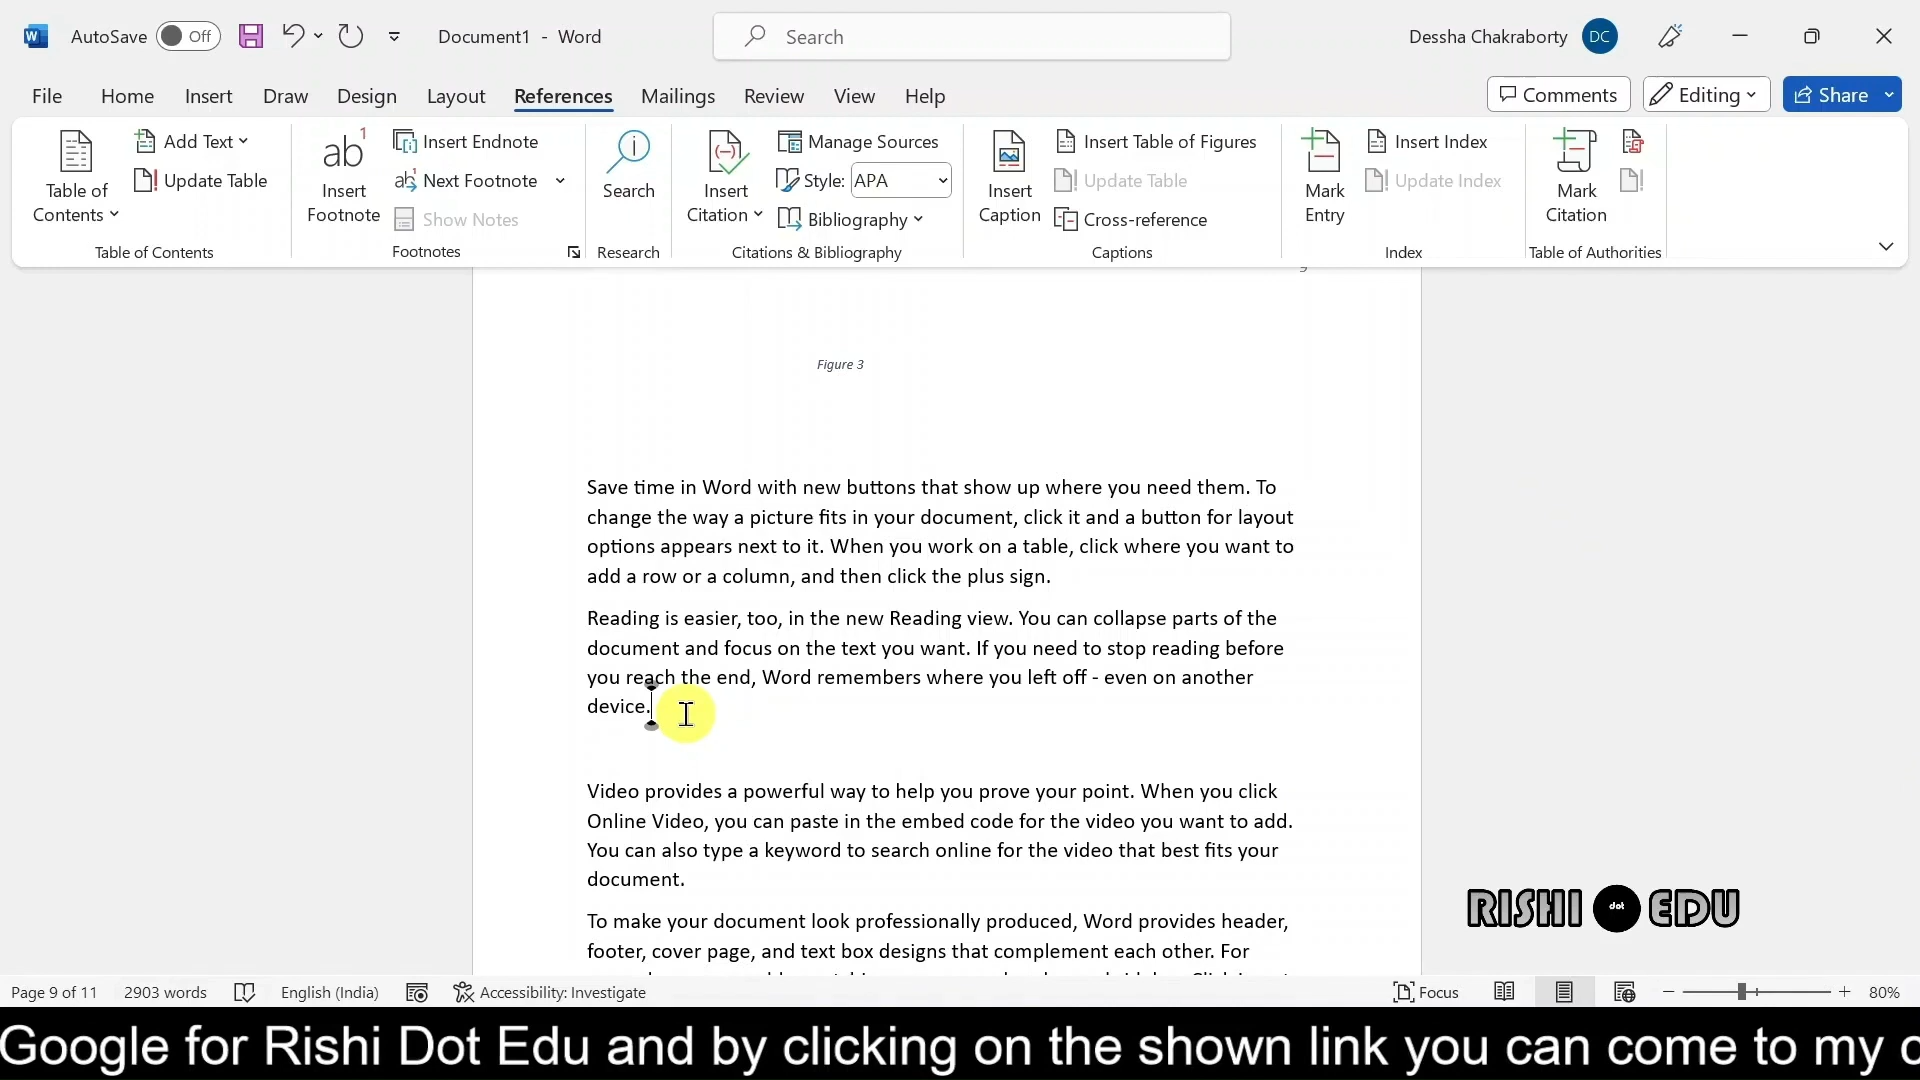 AutoSave Off Document1 - Word Search Dessha Chakraborty DC
File Home Insert Draw Design Layout References Mailings Review View Help Comments Editing Share
Table of Contents
Add Text
Update Table
Table of Contents
ab1
Insert Footnote
Insert Endnote
Next Footnote
Show Notes
Footnotes
Search
Research
Insert Citation
Manage Sources
Style: APA
Bibliography
Citations & Bibliography
Insert Caption
Insert Table of Figures
Update Table
Cross-reference
Captions
Mark Entry
Insert Index
Update Index
Index
Mark Citation
Table of Authorities
Figure 3
Save time in Word with new buttons that show up where you need them. To
change the way a picture fits in your document, click it and a button for layout
options appears next to it. When you work on a table, click where you want to
add a row or a column, and then click the plus sign.
Reading is easier, too, in the new Reading view. You can collapse parts of the
document and focus on the text you want. If you need to stop reading before
you reach the end, Word remembers where you left off - even on another
device.
Video provides a powerful way to help you prove your point. When you click
Online Video, you can paste in the embed code for the video you want to add.
You can also type a keyword to search online for the video that best fits your
document.
To make your document look professionally produced, Word provides header,
footer, cover page, and text box designs that complement each other. For
RISHI dot EDU
Page 9 of 11 2903 words English (India) Accessibility: Investigate Focus 80%
Google for Rishi Dot Edu and by clicking on the shown link you can come to my